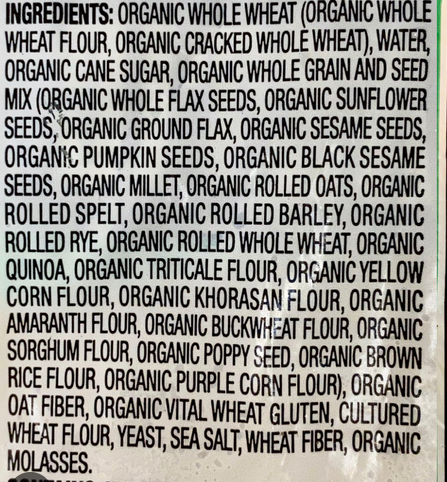 INGREDIENTS: ORGANIC WHOLE WHEAT (ORGANIC WHOLE
WHEAT FLOUR, ORGANIC CRACKED WHOLE WHEAT), WATER,
ORGANIC CANE SUGAR, ORGANIC WHOLE GRAIN AND SEED
MIX (ORGANIC WHOLE FLAX SEEDS, ORGANIC SUNFLOWER
SEEDS, ORGANIC GROUND FLAX, ORGANIC SESAME SEEDS,
ORGANIC PUMPKIN SEEDS, ORGANIC BLACK SESAME
SEEDS, ORGANIC MILLET, ORGANIC ROLLED OATS, ORGANIC
ROLLED SPELT, ORGANIC ROLLED BARLEY, ORGANIC
ROLLED RYE, ORGANIC ROLLED WHOLE WHEAT, ORGANIC
QUINOA, ORGANIC TRITICALE FLOUR, ORGANIC YELLOW
CORN FLOUR, ORGANIC KHORASAN FLOUR, ORGANIC
AMARANTH FLOUR, ORGANIC BUCKWHEAT FLOUR, ORGANIC
SORGHUM FLOUR, ORGANIC POPPY SEED, ORGANIC BROWN
RICE FLOUR, ORGANIC PURPLE CORN FLOUR), ORGANIC
OAT FIBER, ORGANIC VITAL WHEAT GLUTEN, CULTURED
WHEAT FLOUR, YEAST, SEA SALT, WHEAT FIBER, ORGANIC
MOLASSES.